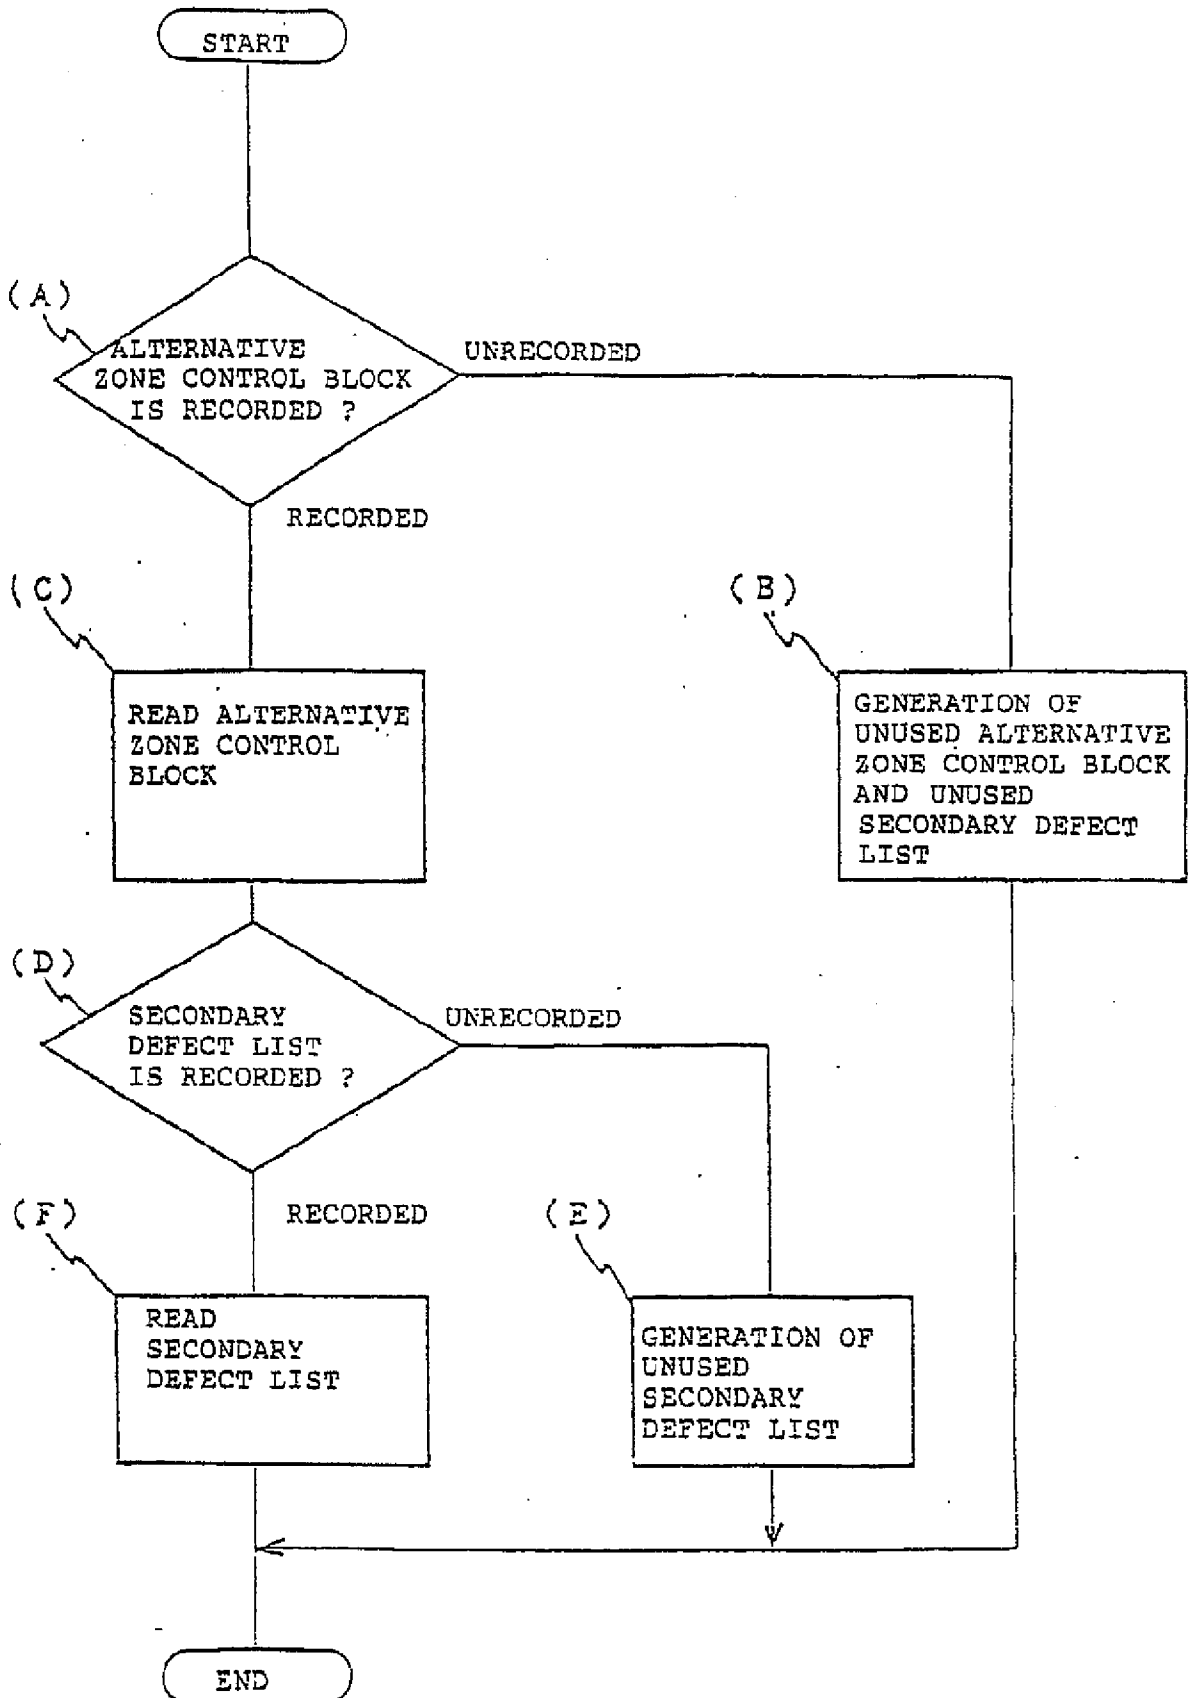 START
(A)
ALTERNATIVE
ZONE CONTROL BLOCK
IS RECORDED ?
UNRECORDED
RECORDED
(C)
READ ALTERNATIVE
ZONE CONTROL
BLOCK
(B)
GENERATION OF
UNUSED ALTERNATIVE
ZONE CONTROL BLOCK
AND UNUSED
SECONDARY DEFECT
LIST
(D)
SECONDARY
DEFECT LIST
IS RECORDED ?
UNRECORDED
RECORDED
(F)
READ
SECONDARY
DEFECT LIST
(E)
GENERATION OF
UNUSED
SECONDARY
DEFECT LIST
END